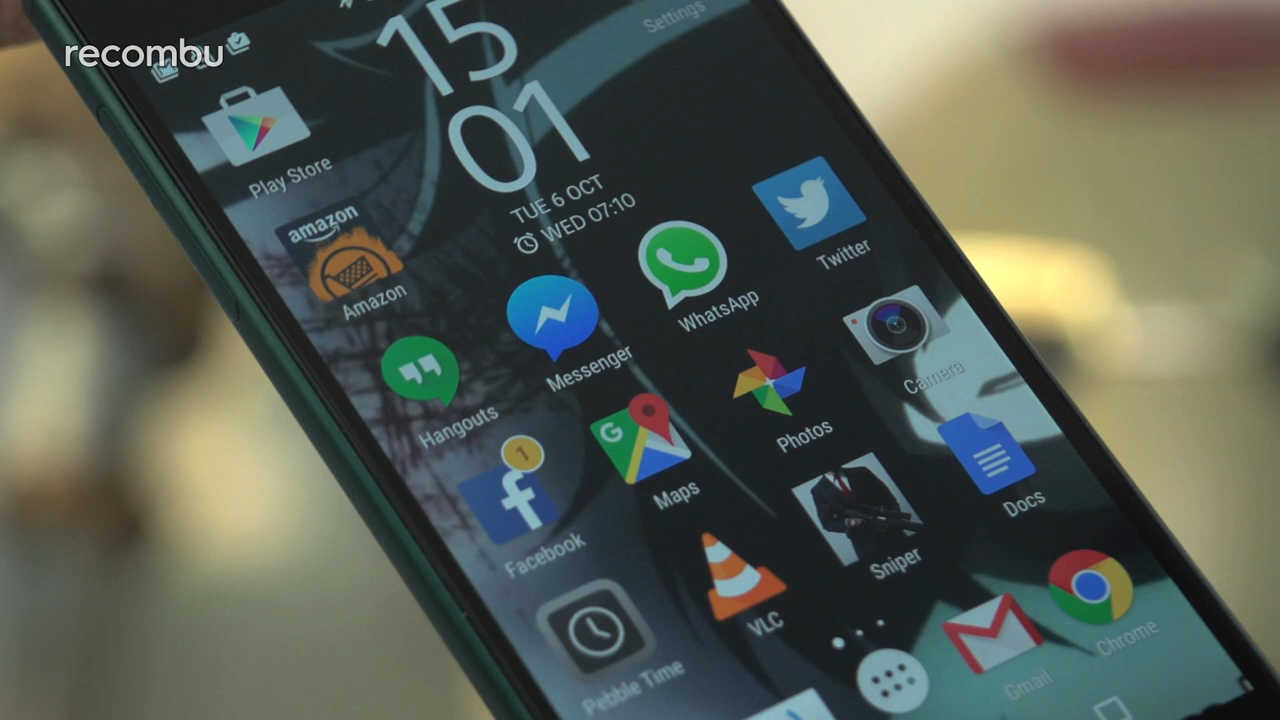 recombu
Settings
15
01
TUE 6 OCT
WED 07:10
Play Store
amazon
Amazon
Messenger
WhatsApp
Twitter
Hangouts
G
Maps
Photos
Camera
1
f
Facebook
VLC
Sniper
Docs
Pebble Time
Gmail
Chrome